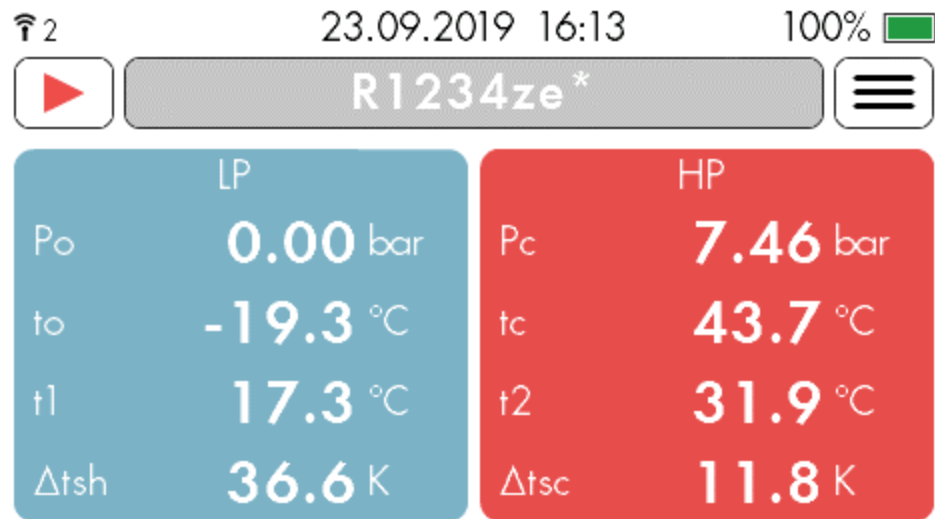 2 23.09.2019 16:13 100%
R1234ze*
LP
Po 0.00 bar
to -19.3 °C
t1 17.3 °C
Δtsh 36.6 K
HP
Pc 7.46 bar
tc 43.7 °C
t2 31.9 °C
Δtsc 11.8 K